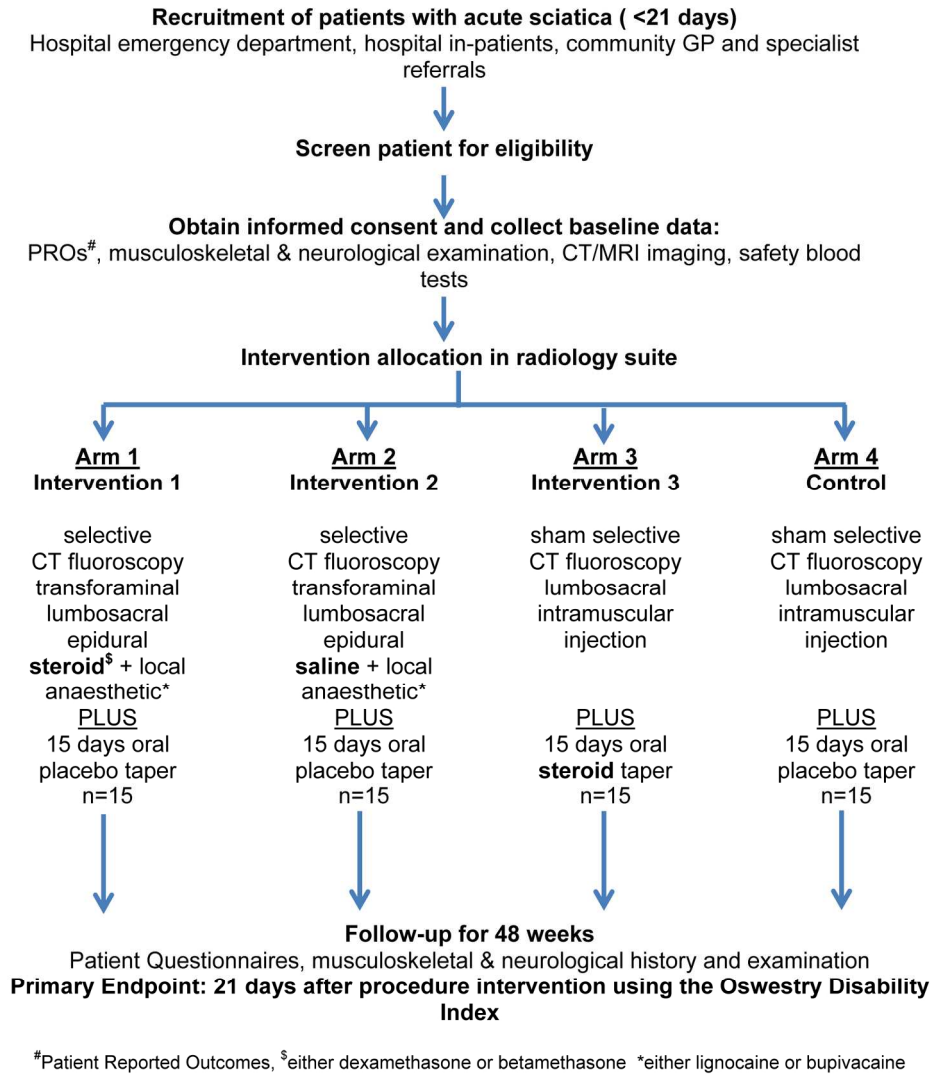 Recruitment of patients with acute sciatica ( <21 days)
Hospital emergency department, hospital in-patients, community GP and specialist
referrals
Screen patient for eligibility
Obtain informed consent and collect baseline data:
PROs#, musculoskeletal & neurological examination, CT/MRI imaging, safety blood
tests
Intervention allocation in radiology suite
Arm 1
Intervention 1
selective
CT fluoroscopy
transforaminal
lumbosacral
epidural
steroid$ + local
anaesthetic*
PLUS
15 days oral
placebo taper
n=15
Arm 2
Intervention 2
selective
CT fluoroscopy
transforaminal
lumbosacral
epidural
saline + local
anaesthetic*
PLUS
15 days oral
placebo taper
n=15
Arm 3
Intervention 3
sham selective
CT fluoroscopy
lumbosacral
intramuscular
injection
PLUS
15 days oral
steroid taper
n=15
Arm 4
Control
sham selective
CT fluoroscopy
lumbosacral
intramuscular
injection
PLUS
15 days oral
placebo taper
n=15
Follow-up for 48 weeks
Patient Questionnaires, musculoskeletal & neurological history and examination
Primary Endpoint: 21 days after procedure intervention using the Oswestry Disability
Index
#Patient Reported Outcomes, $either dexamethasone or betamethasone *either lignocaine or bupivacaine